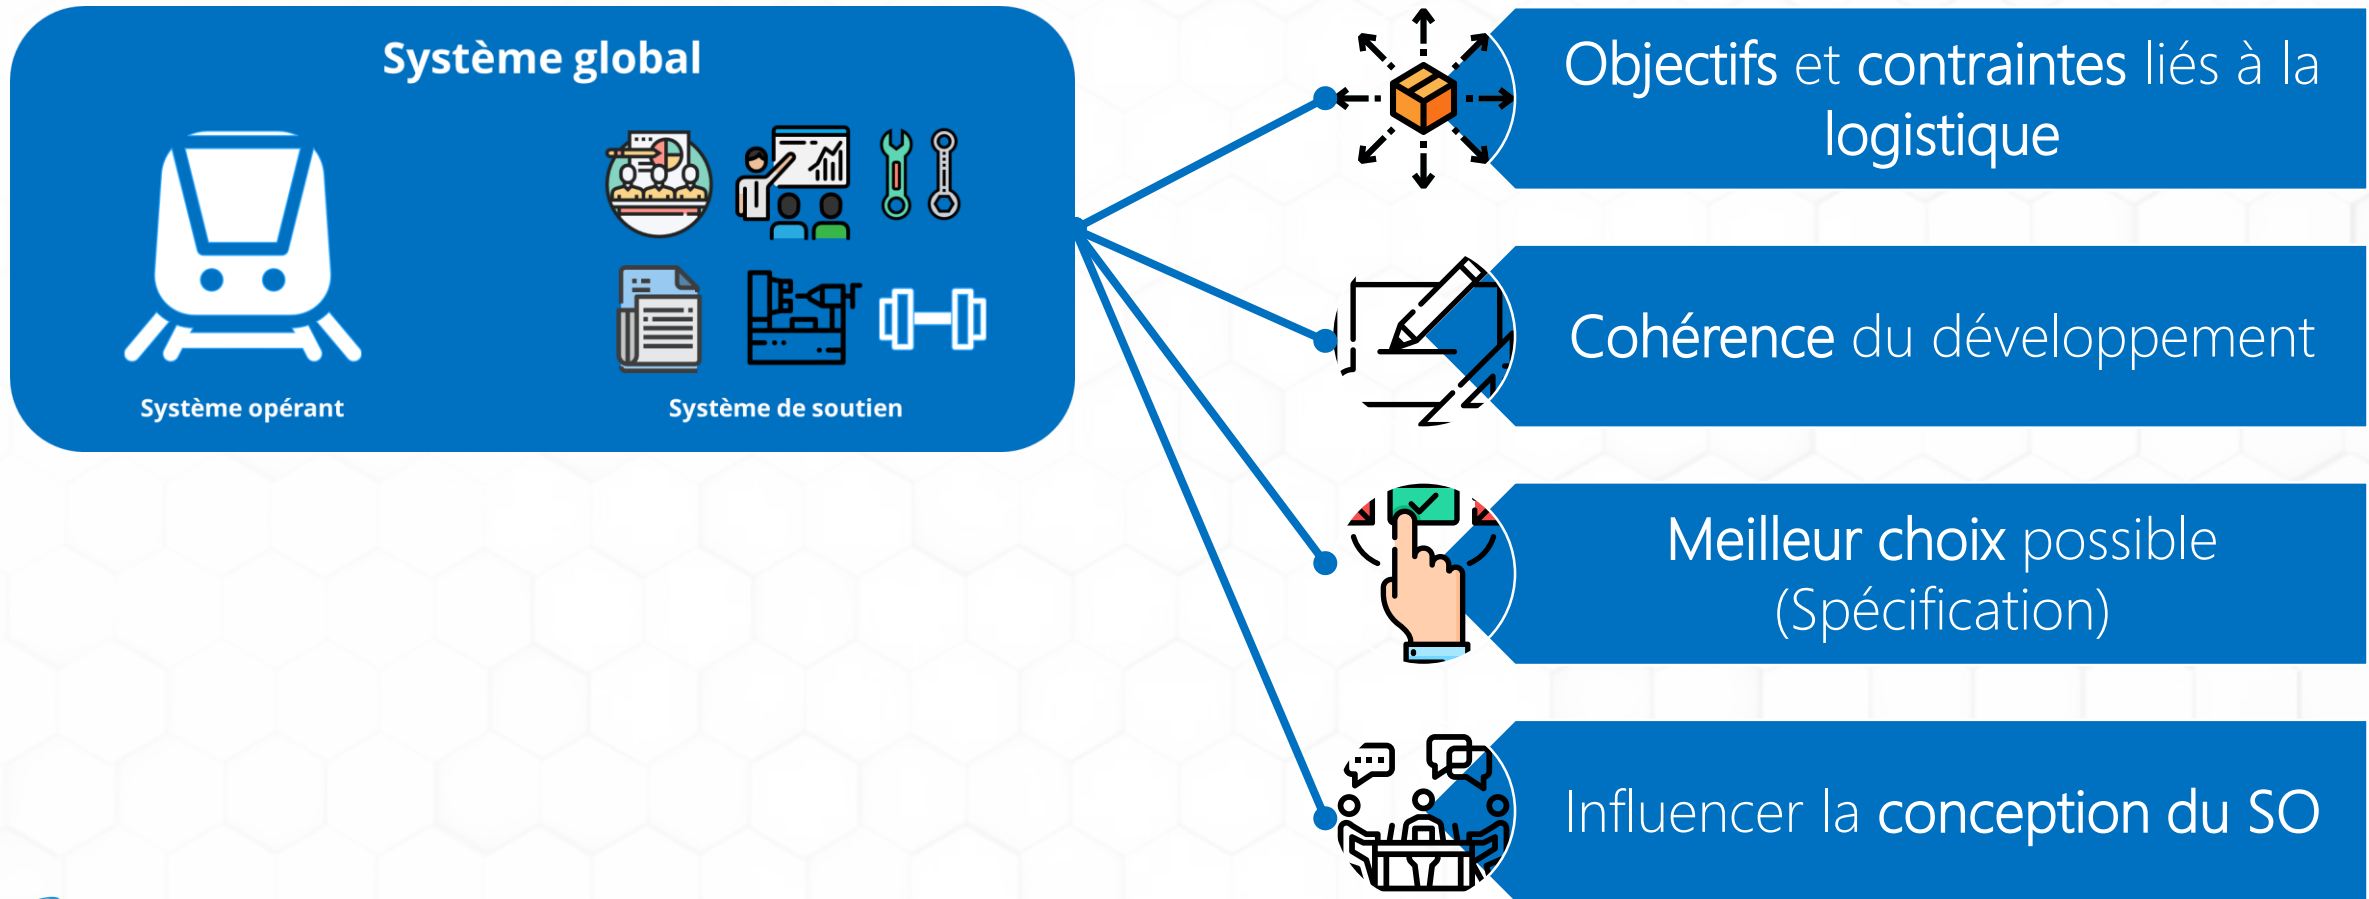 Système global
Système opérant
Système de soutien
Objectifs et contraintes liés à la
logistique
Cohérence du développement
Meilleur choix possible
(Spécification)
Influencer la conception du SO